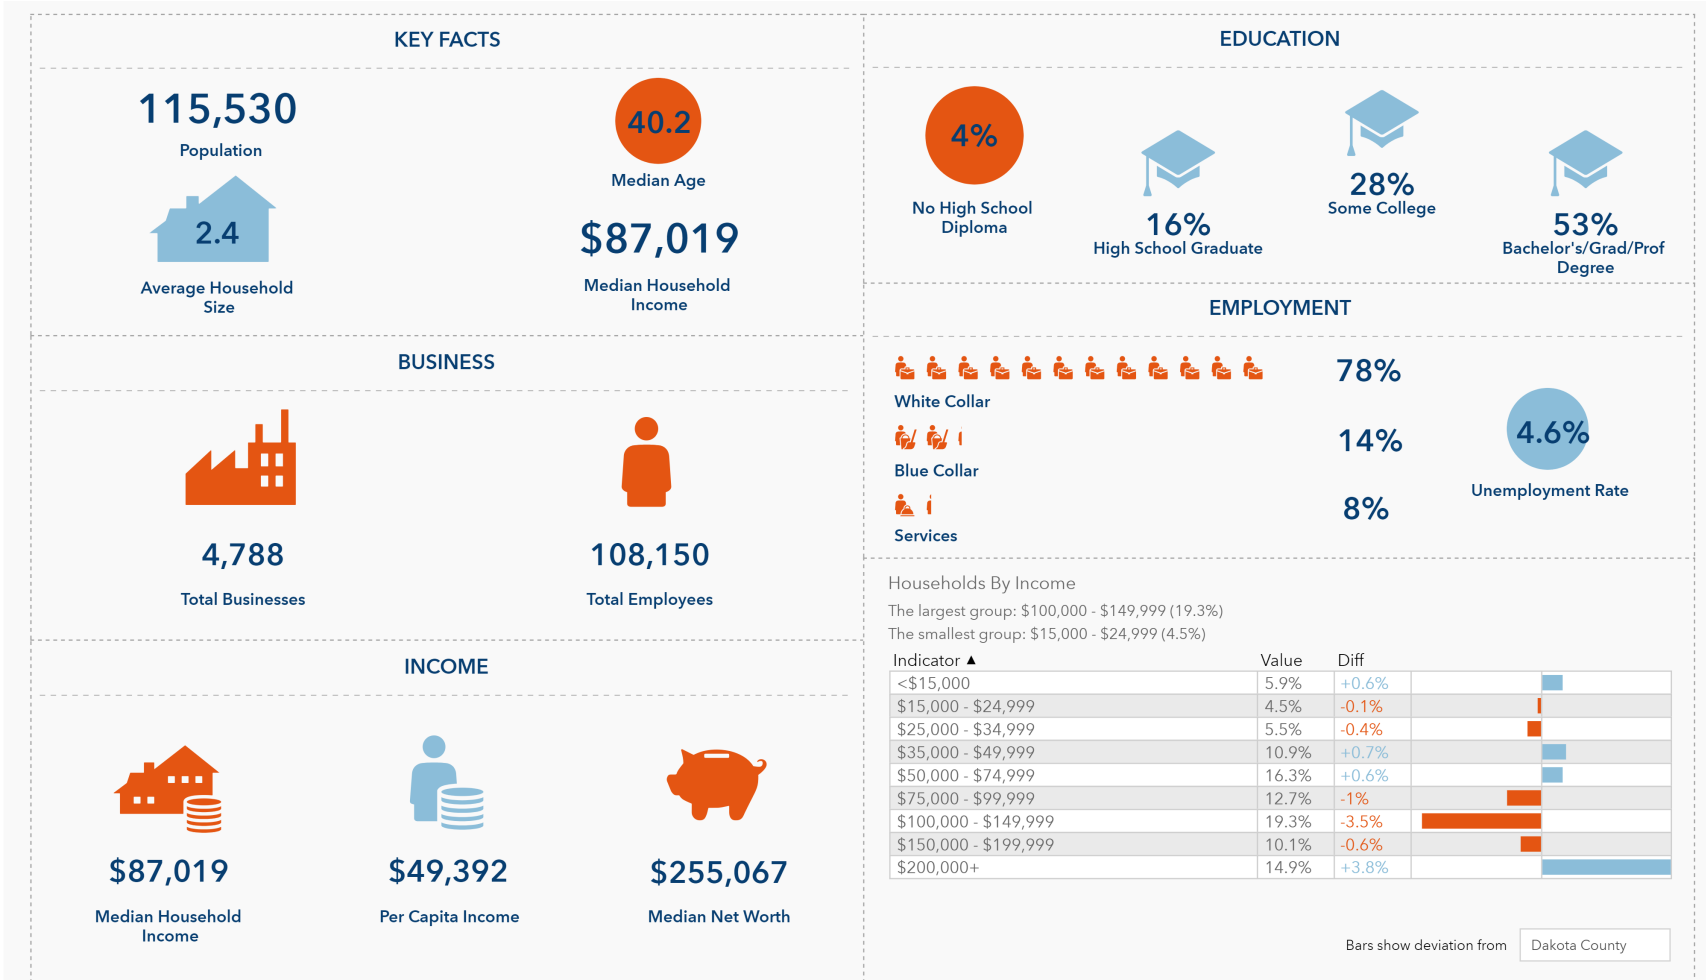 KEY FACTS
115,530
Population
40.2
Median Age
2.4
Average Household
Size
$87,019
Median Household
Income
BUSINESS
4,788
Total Businesses
108,150
Total Employees
INCOME
$87,019
Median Household
Income
$49,392
Per Capita Income
$255,067
Median Net Worth
EDUCATION
4%
No High School
Diploma
16%
High School Graduate
28%
Some College
53%
Bachelor's/Grad/Prof
Degree
EMPLOYMENT
78%
White Collar
14%
Blue Collar
8%
Services
4.6%
Unemployment Rate
Households By Income
The largest group: $100,000 - $149,999 (19.3%)
The smallest group: $15,000 - $24,999 (4.5%)
Indicator ▲ Value Diff
<$15,000 5.9% +0.6%
$15,000 - $24,999 4.5% -0.1%
$25,000 - $34,999 5.5% -0.4%
$35,000 - $49,999 10.9% +0.7%
$50,000 - $74,999 16.3% +0.6%
$75,000 - $99,999 12.7% -1%
$100,000 - $149,999 19.3% -3.5%
$150,000 - $199,999 10.1% -0.6%
$200,000+ 14.9% +3.8%
Bars show deviation from Dakota County